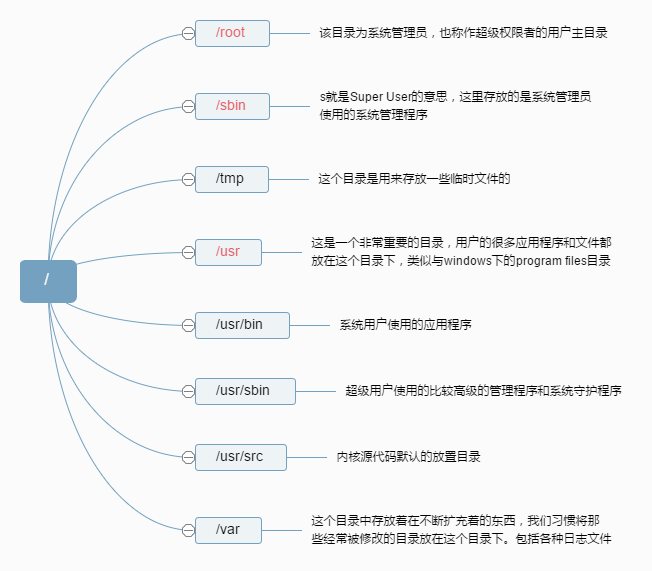 /root
该目录为系统管理员，也称作超级权限者的用户主目录
/sbin
s就是Super User的意思，这里存放的是系统管理员
使用的系统管理程序
/tmp
这个目录是用来存放一些临时文件的
/usr
这是一个非常重要的目录，用户的很多应用程序和文件都
放在这个目录下，类似与windows下的program files目录
/
/usr/bin
系统用户使用的应用程序
/usr/sbin
超级用户使用的比较高级的管理程序和系统守护程序
/usr/src
内核源代码默认的放置目录
/var
这个目录中存放着在不断扩充着的东西，我们习惯将那
些经常被修改的目录放在这个目录下。包括各种日志文件